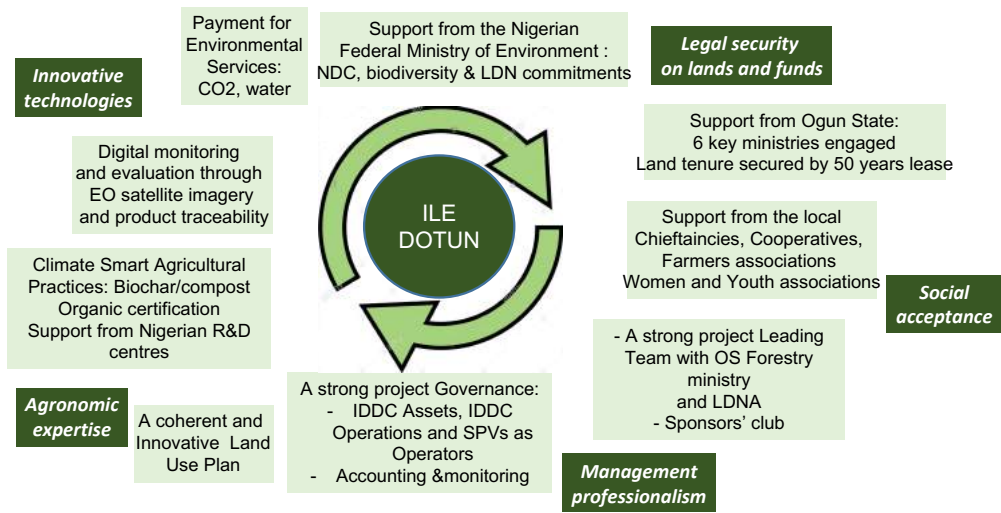 Payment for
Environmental
Services:
CO2, water
Support from the Nigerian
Federal Ministry of Environment :
NDC, biodiversity & LDN commitments
Legal security
on lands and funds
Innovative
technologies
Support from Ogun State:
6 key ministries engaged
Land tenure secured by 50 years lease
Digital monitoring
and evaluation through
EO satellite imagery
and product traceability
ILE
DOTUN
Support from the local
Chieftaincies, Cooperatives,
Farmers associations
Women and Youth associations
Climate Smart Agricultural
Practices: Biochar/compost
Organic certification
Support from Nigerian R&D
centres
Social
acceptance
- A strong project Leading
Team with OS Forestry
ministry
and LDNA
- Sponsors' club
A strong project Governance:
- IDDC Assets, IDDC
Operations and SPVs as
Operators
- Accounting &monitoring
Agronomic
expertise
A coherent and
Innovative Land
Use Plan
Management
professionalism